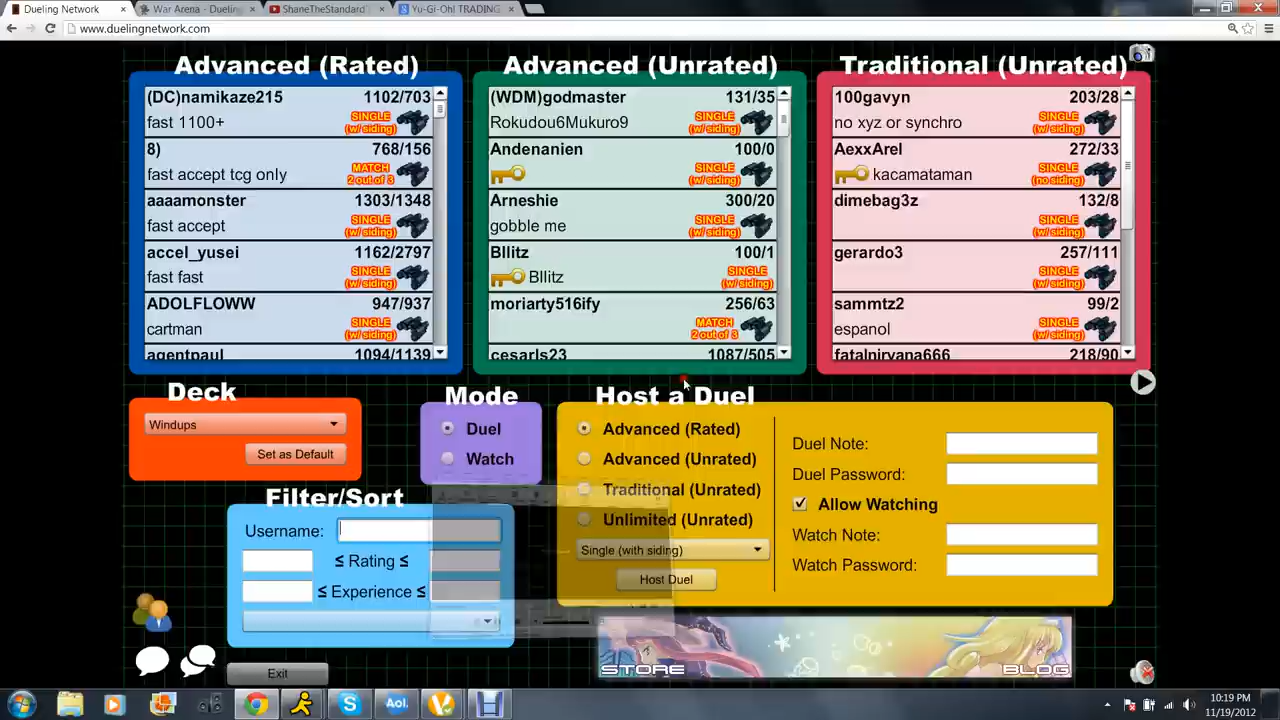 Dueling Network
War Arena - Dueling
ShaneTheStandard
Yu-Gi-Oh! TRADING
www.duelingnetwork.com
Advanced (Rated)
(DC)namikaze215 1102/703
fast 1100+ SINGLE (w/ siding)
8) 768/156
fast accept tcg only MATCH 2 out of 3
aaaamonster 1303/1348
fast accept SINGLE (w/ siding)
accel_yusei 1162/2797
fast fast SINGLE (w/ siding)
ADOLFLOWW 947/937
cartman SINGLE (w/ siding)
agentpaul 1094/1139
Advanced (Unrated)
(WDM)godmaster 131/35
Rokudou6Mukuro9 SINGLE (w/ siding)
Andenanien 100/0
SINGLE (w/ siding)
Arneshie 300/20
gobble me SINGLE (w/ siding)
Bllitz 100/1
Bllitz SINGLE (w/ siding)
moriarty516ify 256/63
MATCH 2 out of 3
cesarls23 1087/505
Traditional (Unrated)
100gavyn 203/28
no xyz or synchro SINGLE (w/ siding)
AexxArel 272/33
kacamataman SINGLE (no siding)
dimebag3z 132/8
SINGLE (w/ siding)
gerardo3 257/111
SINGLE (w/ siding)
sammtz2 99/2
espanol SINGLE (w/ siding)
fatalnirvana666 218/90
Deck
Windups
Set as Default
Mode
Duel
Watch
Filter/Sort
Username:
≤ Rating ≤
≤ Experience ≤
Exit
Host a Duel
Advanced (Rated)
Advanced (Unrated)
Traditional (Unrated)
Unlimited (Unrated)
Single (with siding)
Host Duel
Duel Note:
Duel Password:
Allow Watching
Watch Note:
Watch Password:
STORE
BLOG
Aol.
10:19 PM
11/19/2012